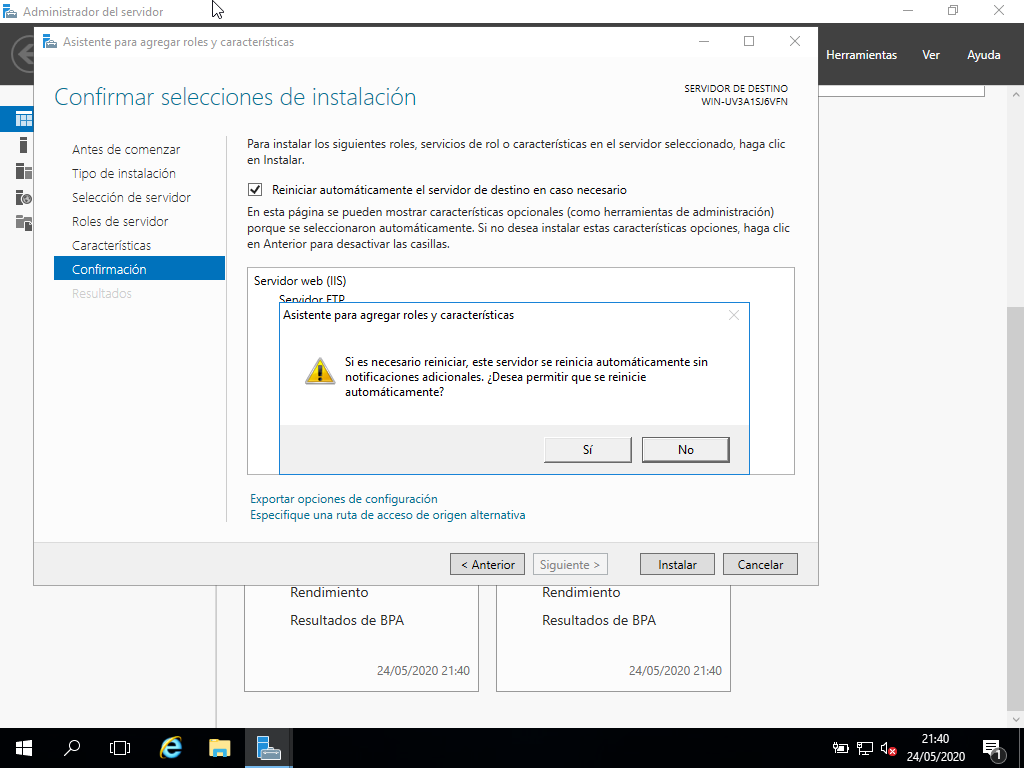 Administrador del servidor
Asistente para agregar roles y características
Herramientas
Ver
Ayuda
Confirmar selecciones de instalación
SERVIDOR DE DESTINO
WIN-UV3A1SJ6VFN
Antes de comenzar
Tipo de instalación
Selección de servidor
Roles de servidor
Características
Confirmación
Resultados
Para instalar los siguientes roles, servicios de rol o características en el servidor seleccionado, haga clic
en Instalar.
Reiniciar automáticamente el servidor de destino en caso necesario
En esta página se pueden mostrar características opcionales (como herramientas de administración)
porque se seleccionaron automáticamente. Si no desea instalar estas características opciones, haga clic
en Anterior para desactivar las casillas.
Servidor web (IIS)
Servidor FTP
Asistente para agregar roles y características
Si es necesario reiniciar, este servidor se reinicia automáticamente sin
notificaciones adicionales. ¿Desea permitir que se reinicie
automáticamente?
Sí
No
Exportar opciones de configuración
Especifique una ruta de acceso de origen alternativa
< Anterior
Siguiente >
Instalar
Cancelar
Rendimiento
Resultados de BPA
24/05/2020 21:40
Rendimiento
Resultados de BPA
24/05/2020 21:40
21:40
24/05/2020
1